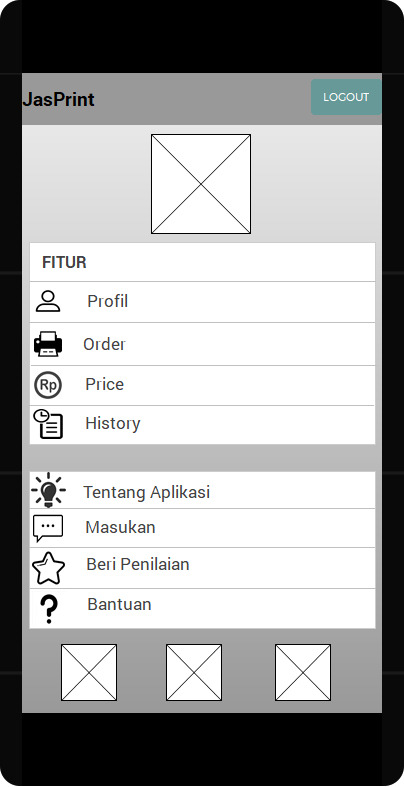 JasPrint
LOGOUT
FITUR
Profil
Order
Rp
Price
History
Tentang Aplikasi
Masukan
Beri Penilaian
Bantuan